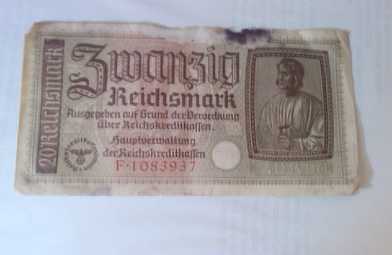 20 Reichsmark
Zwanzig
Reichsmark
Ausgegeben auf Grund der Verordnung
über Reichskreditkassen.
Hauptverwaltung
der Reichskreditkassen
F·1083937